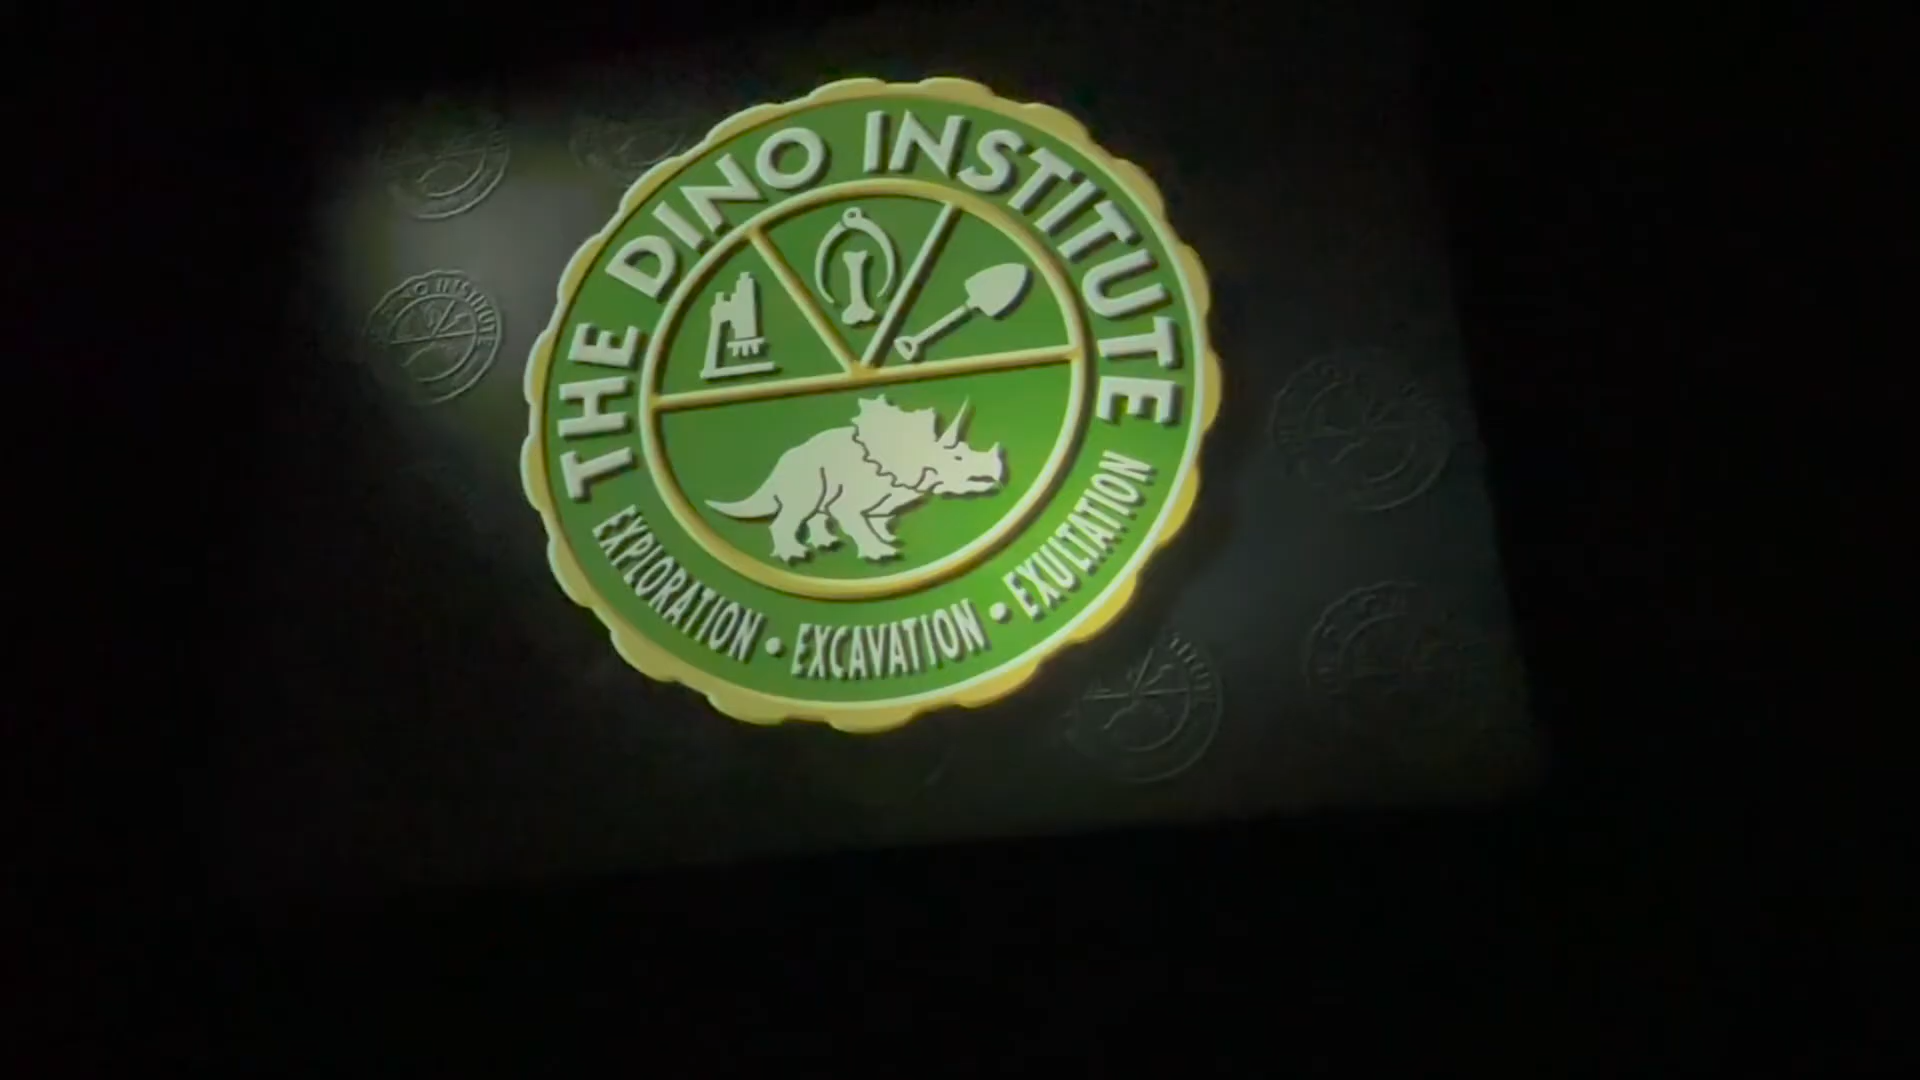 THE DINO INSTITUTE
EXPLORATION • EXCAVATION • EXULTATION